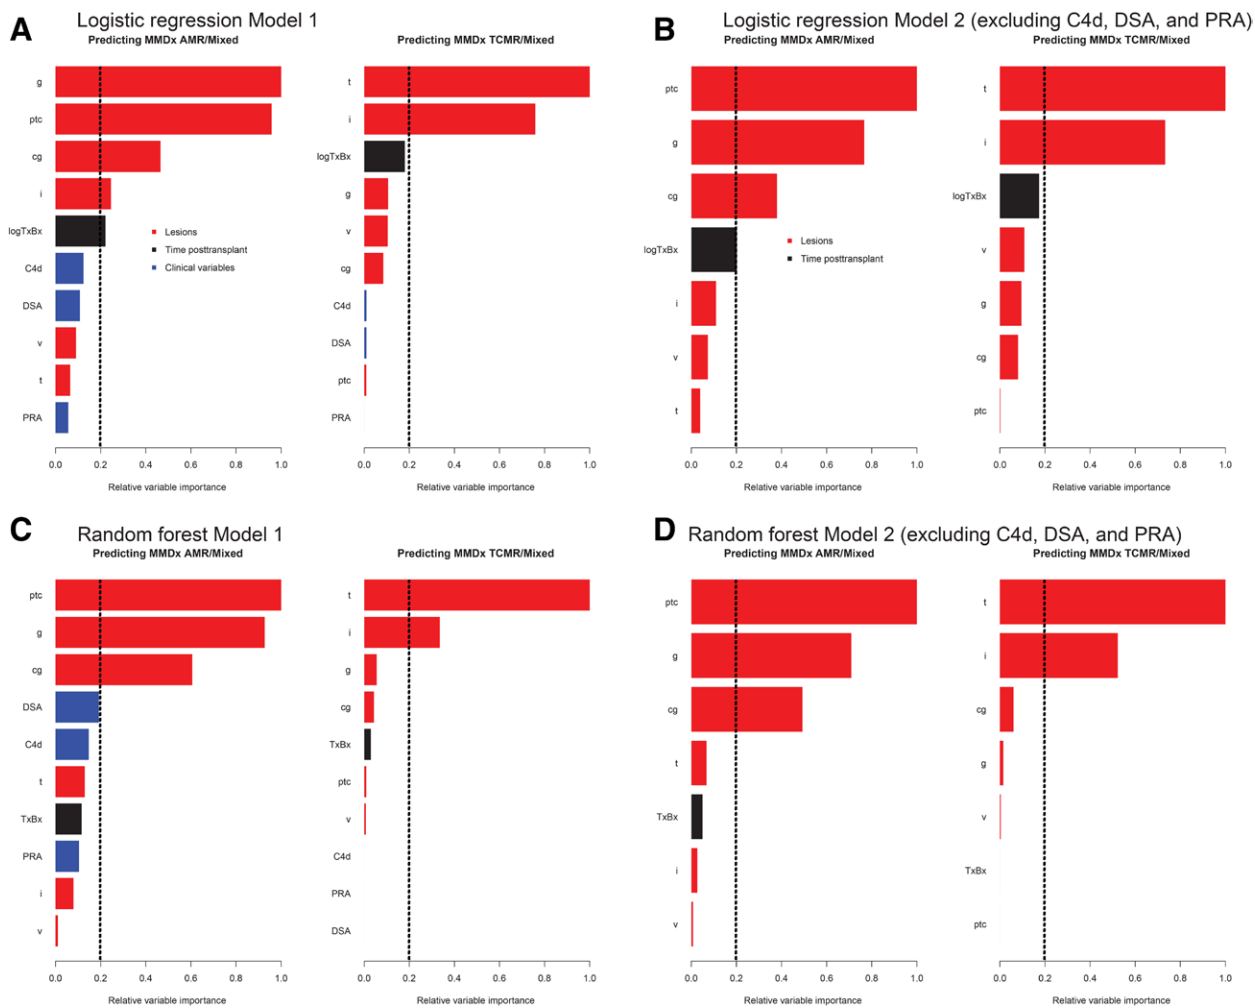 A
Logistic regression Model 1
Predicting MMDx AMR/Mixed
g
ptc
cg
i
logTxBx
C4d
DSA
v
t
PRA
Lesions
Time posttransplant
Clinical variables
0.0 0.2 0.4 0.6 0.8 1.0
Relative variable importance
Predicting MMDx TCMR/Mixed
t
i
logTxBx
g
v
cg
C4d
DSA
ptc
PRA
0.0 0.2 0.4 0.6 0.8 1.0
Relative variable importance
B
Logistic regression Model 2 (excluding C4d, DSA, and PRA)
Predicting MMDx AMR/Mixed
ptc
g
cg
logTxBx
i
v
t
Lesions
Time posttransplant
0.0 0.2 0.4 0.6 0.8 1.0
Relative variable importance
Predicting MMDx TCMR/Mixed
t
i
logTxBx
v
g
cg
ptc
0.0 0.2 0.4 0.6 0.8 1.0
Relative variable importance
C
Random forest Model 1
Predicting MMDx AMR/Mixed
ptc
g
cg
DSA
C4d
t
TxBx
PRA
i
v
0.0 0.2 0.4 0.6 0.8 1.0
Relative variable importance
Predicting MMDx TCMR/Mixed
t
i
g
cg
TxBx
ptc
v
C4d
PRA
DSA
0.0 0.2 0.4 0.6 0.8 1.0
Relative variable importance
D
Random forest Model 2 (excluding C4d, DSA, and PRA)
Predicting MMDx AMR/Mixed
ptc
g
cg
t
TxBx
i
v
0.0 0.2 0.4 0.6 0.8 1.0
Relative variable importance
Predicting MMDx TCMR/Mixed
t
i
cg
g
v
TxBx
ptc
0.0 0.2 0.4 0.6 0.8 1.0
Relative variable importance